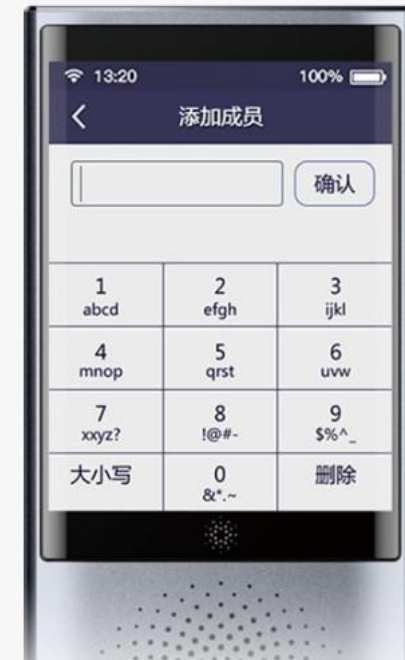 13:20 100%
添加成员
确认
1 2 3
abcd efgh ijkl
4 5 6
mnop qrst uvw
7 8 9
xxyz? !@#- $%^_
大小写 0 删除
&*.~